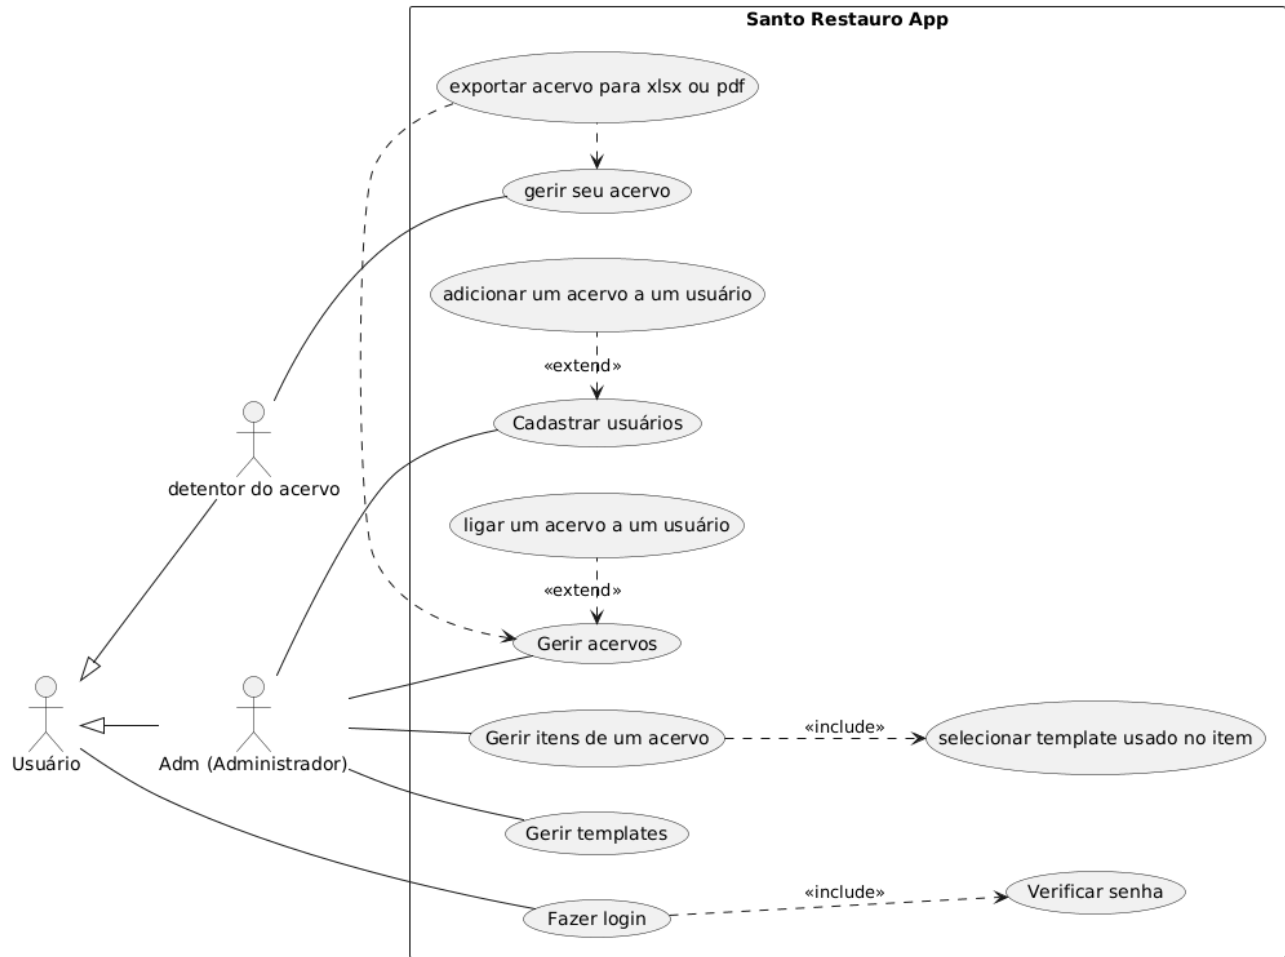 Santo Restauro App
exportar acervo para xlsx ou pdf
gerir seu acervo
adicionar um acervo a um usuário
«extend»
Cadastrar usuários
detentor do acervo
ligar um acervo a um usuário
«extend»
Gerir acervos
Gerir itens de um acervo
«include»
selecionar template usado no item
Usuário
Adm (Administrador)
Gerir templates
Fazer login
«include»
Verificar senha